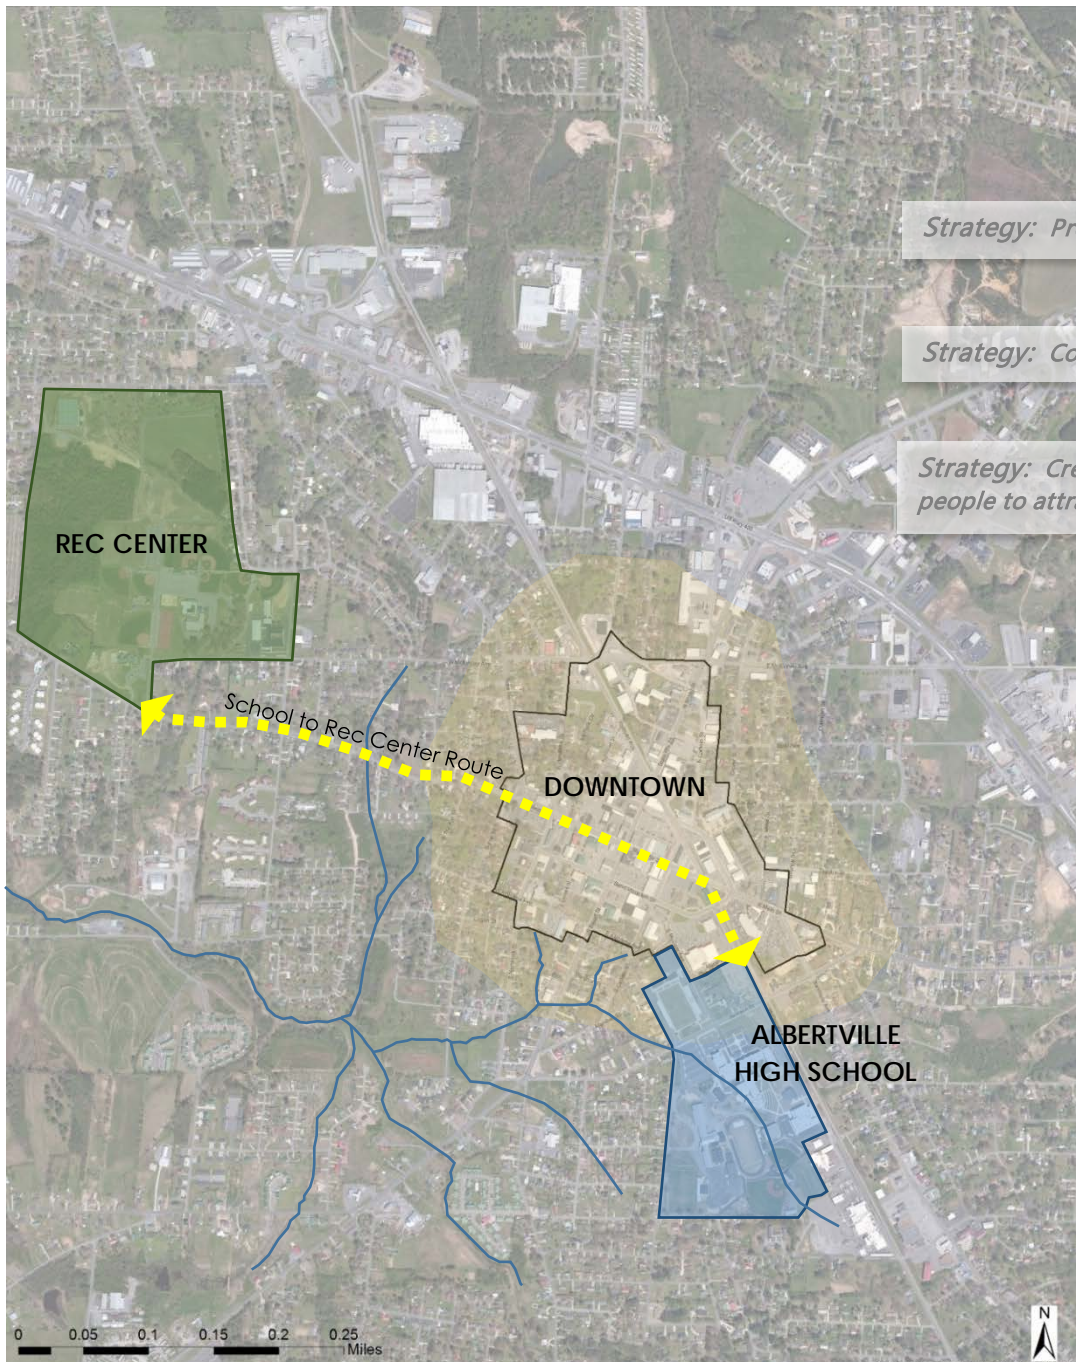 Strategy: Pr
Strategy: Co
Strategy: Cre
people to attra
REC CENTER
School to Rec Center Route
DOWNTOWN
ALBERTVILLE
HIGH SCHOOL
0 0.05 0.1 0.15 0.2 0.25
Miles
N